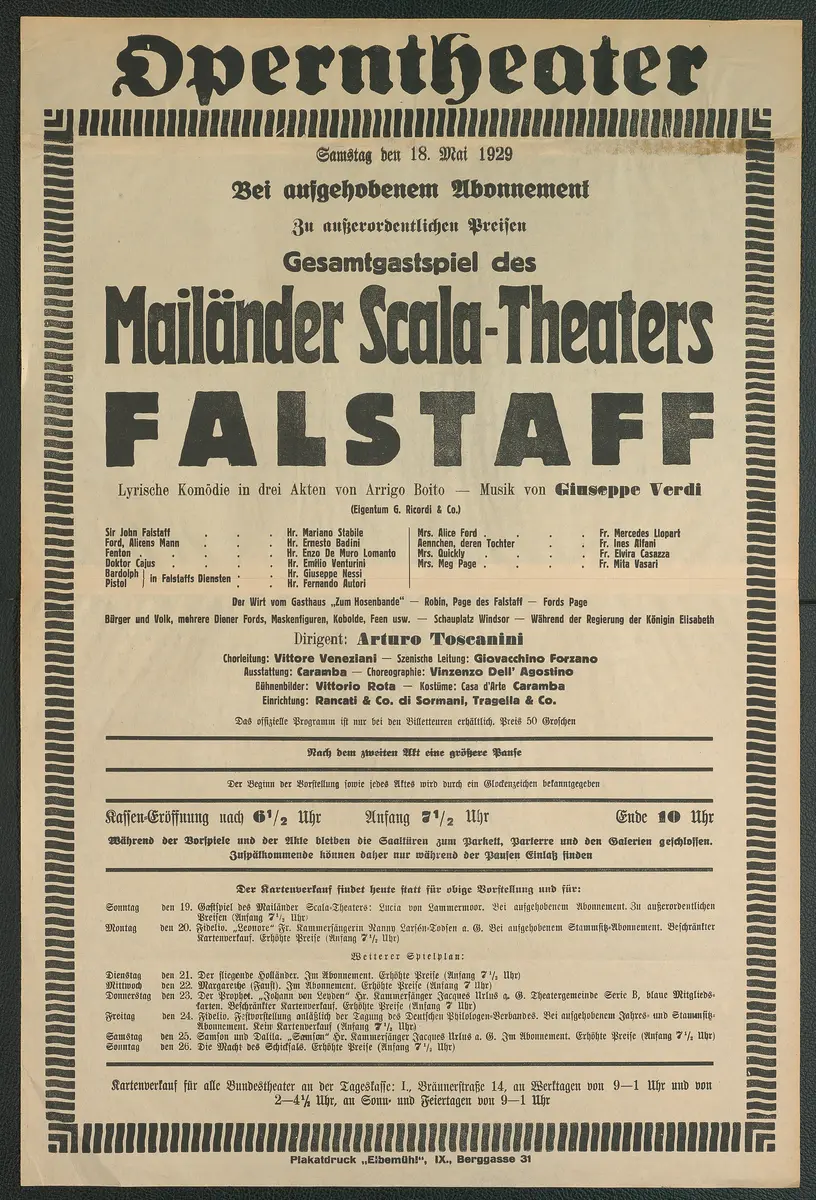 Operntheater
Samstag den 18. Mai 1929
Bei aufgehobenem Abonnement
Zu außerordentlichen Preisen
Gesamtgastspiel des
Mailänder Scala-Theaters
FALSTAFF
Lyrische Komödie in drei Akten von Arrigo Boito — Musik von Giuseppe Verdi
(Eigentum G. Ricordi & Co.)
Sir John Falstaff . . . Hr. Mariano Stabile
Ford, Alicens Mann . . . Hr. Ernesto Badini
Fenton . . . . Hr. Enzo De Muro Lomanto
Doktor Cajus . . . . Hr. Emilio Venturini
Bardolph } in Falstaffs Diensten . . Hr. Giuseppe Nessi
Pistol Hr. Fernando Autori
Mrs. Alice Ford . . . . Fr. Mercedes Llopart
Aennchen, deren Tochter . . . Fr. Ines Alfani
Mrs. Quickly . . . . Fr. Elvira Casazza
Mrs. Meg Page . . . . Fr. Mita Vasari
Der Wirt vom Gasthaus „Zum Hosenbande" — Robin, Page des Falstaff — Fords Page
Bürger und Volk, mehrere Diener Fords, Maskenfiguren, Kobolde, Feen usw. — Schauplatz Windsor — Während der Regierung der Königin Elisabeth
Dirigent: Arturo Toscanini
Chorleitung: Vittore Veneziani — Szenische Leitung: Giovacchino Forzano
Ausstattung: Caramba — Choreographie: Vinzenzo Dell' Agostino
Bühnenbilder: Vittorio Rota — Kostüme: Casa d'Arte Caramba
Einrichtung: Rancati & Co. di Sormani, Tragella & Co.
Das offizielle Programm ist nur bei den Billetteuren erhältlich. Preis 50 Groschen
Nach dem zweiten Akt eine größere Pause
Der Beginn der Vorstellung sowie jedes Aktes wird durch ein Glockenzeichen bekanntgegeben
Kassen-Eröffnung nach 6½ Uhr Anfang 7½ Uhr Ende 10 Uhr
Während der Vorspiele und der Akte bleiben die Saaltüren zum Parkett, Parterre und den Galerien geschlossen.
Zuspätkommende können daher nur während der Pausen Einlaß finden
Der Kartenverkauf findet heute statt für obige Vorstellung und für:
Sonntag den 19. Gastspiel des Mailänder Scala-Theaters: Lucia von Lammermoor. Bei aufgehobenem Abonnement. Zu außerordentlichen
Preisen (Anfang 7½ Uhr)
Montag den 20. Fidelio. „Leonore" Fr. Kammersängerin Nanny Larsén-Todsen a. G. Bei aufgehobenem Stammsitz-Abonnement. Beschränkter
Kartenverkauf. Erhöhte Preise (Anfang 7½ Uhr)
Weiterer Spielplan:
Dienstag den 21. Der fliegende Holländer. Im Abonnement. Erhöhte Preise (Anfang 7½ Uhr)
Mittwoch den 22. Margarethe (Faust). Im Abonnement. Erhöhte Preise (Anfang 7 Uhr)
Donnerstag den 23. Der Prophet. „Johann von Leyden" Hr. Kammersänger Jacques Urlus a. G. Theatergemeinde Serie B, blaue Mitglieds-
karten. Beschränkter Kartenverkauf. Erhöhte Preise (Anfang 7 Uhr)
Freitag den 24. Fidelio. Festvorstellung anläßlich der Tagung des Deutschen Philologen-Verbandes. Bei aufgehobenem Jahres- und Stammsitz-
Abonnement. Kein Kartenverkauf (Anfang 7½ Uhr)
Samstag den 25. Samson und Dalila. „Samson" Hr. Kammersänger Jacques Urlus a. G. Im Abonnement. Erhöhte Preise (Anfang 7½ Uhr)
Sonntag den 26. Die Macht des Schicksals. Erhöhte Preise (Anfang 7½ Uhr)
Kartenverkauf für alle Bundestheater an der Tageskasse: I., Bräunerstraße 14, an Werktagen von 9—1 Uhr und von
2—4½ Uhr, an Sonn- und Feiertagen von 9—1 Uhr
Plakatdruck „Elbemühl", IX., Berggasse 31